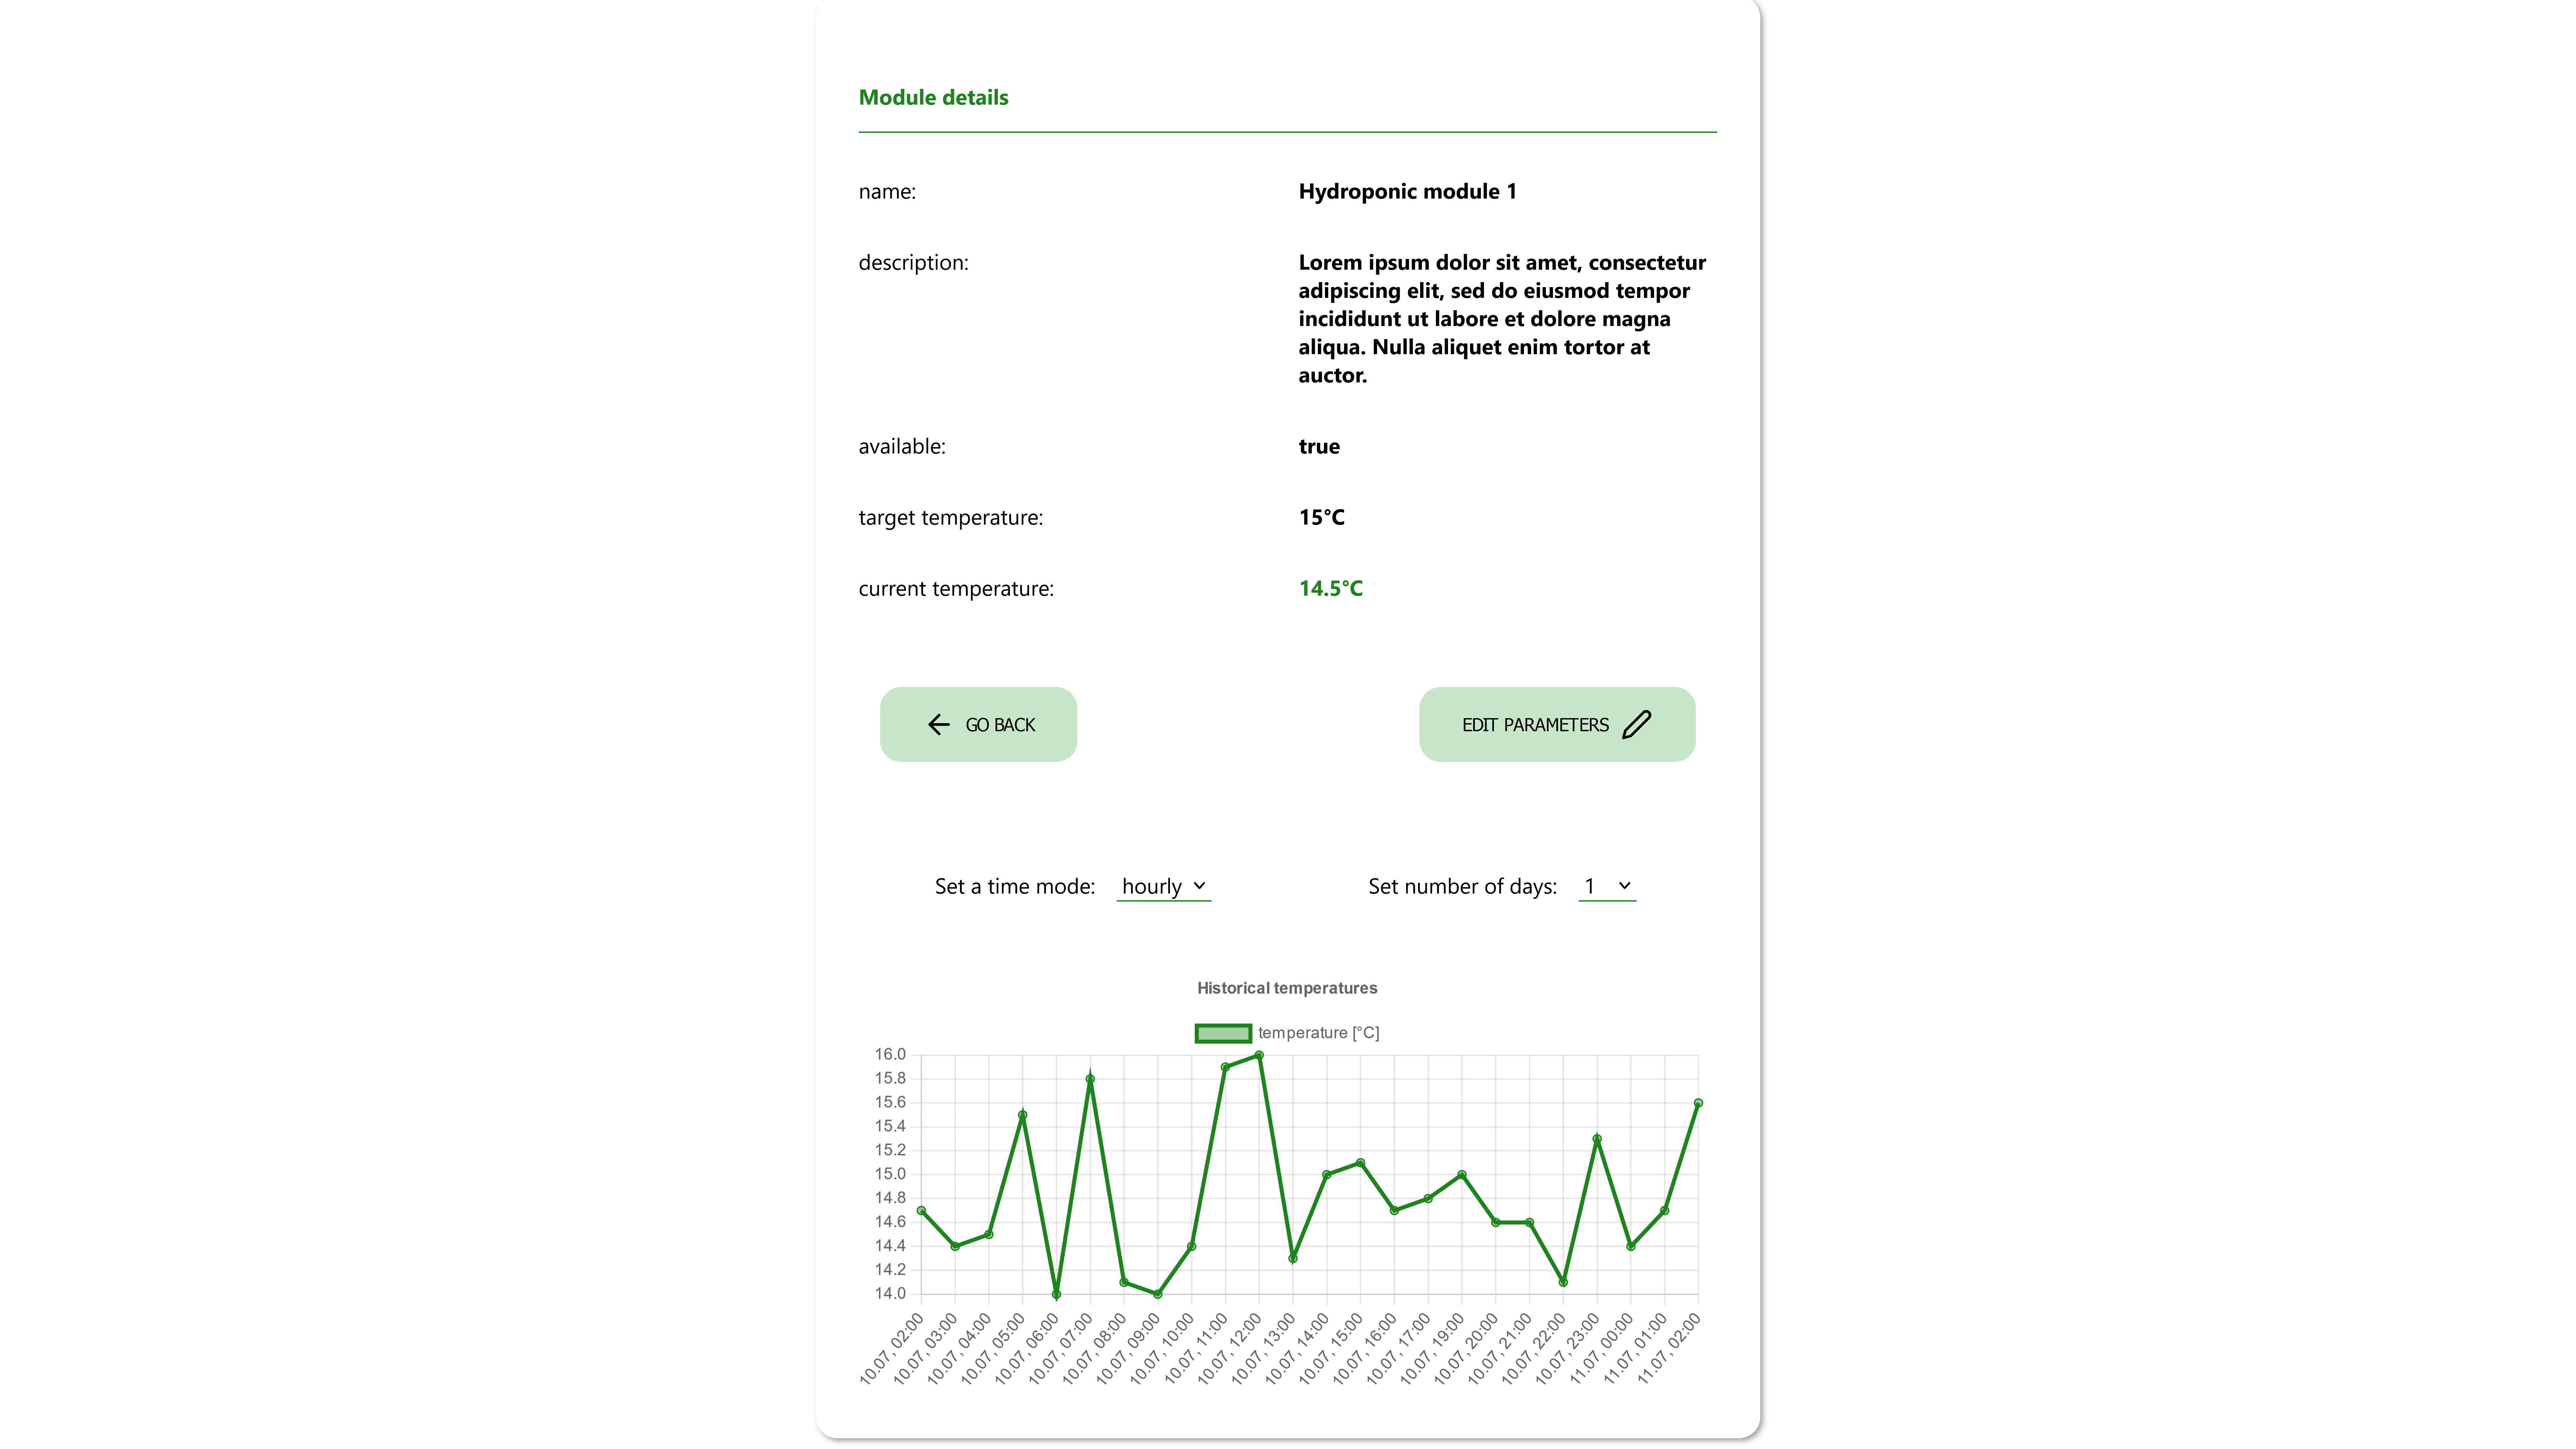 Module details
name:
Hydroponic module 1
description:
Lorem ipsum dolor sit amet, consectetur
adipiscing elit, sed do eiusmod tempor
incididunt ut labore et dolore magna
aliqua. Nulla aliquet enim tortor at
auctor.
available:
true
target temperature:
15°C
current temperature:
14.5°C
GO BACK
EDIT PARAMETERS
Set a time mode:
hourly
Set number of days:
1
Historical temperatures
temperature [°C]
16.0
15.8
15.6
15.4
15.2
15.0
14.8
14.6
14.4
14.2
14.0
10.07, 02:00
10.07, 03:00
10.07, 04:00
10.07, 05:00
10.07, 06:00
10.07, 07:00
10.07, 08:00
10.07, 09:00
10.07, 10:00
10.07, 11:00
10.07, 12:00
10.07, 13:00
10.07, 14:00
10.07, 15:00
10.07, 16:00
10.07, 17:00
10.07, 19:00
10.07, 20:00
10.07, 21:00
10.07, 22:00
10.07, 23:00
11.07, 00:00
11.07, 01:00
11.07, 02:00